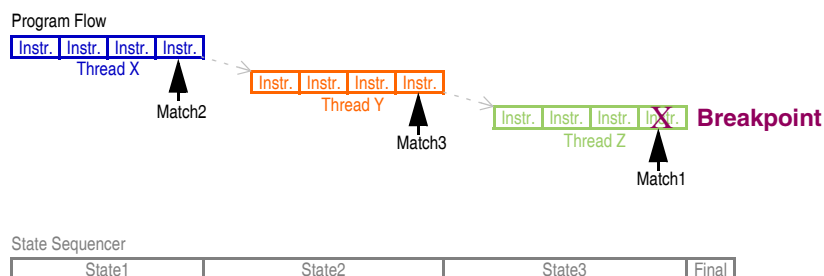 Program Flow
Instr. Instr. Instr. Instr.
Thread X
Match2
Instr. Instr. Instr. Instr.
Thread Y
Match3
Instr. Instr. Instr. Instr.
X
Breakpoint
Thread Z
Match1
State Sequencer
State1 State2 State3 Final